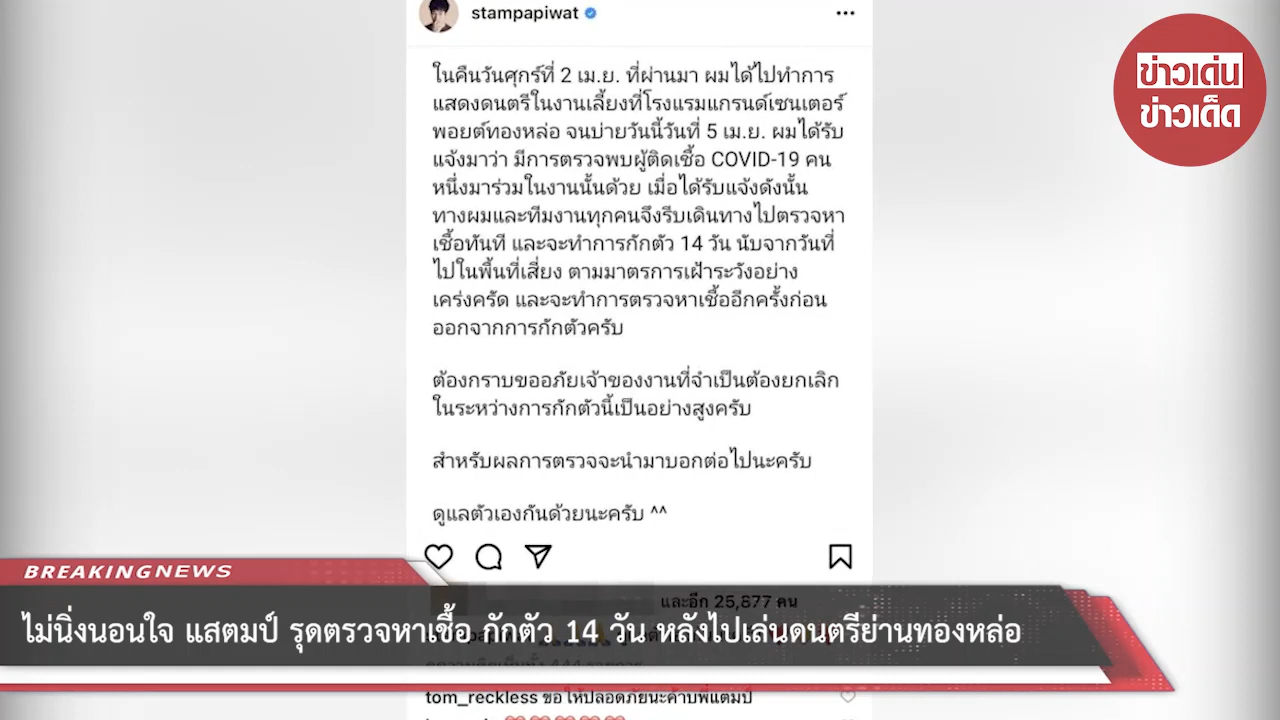 stampapiwat
ข่าวเด่น
ข่าวเด็ด
ในคืนวันศุกร์ที่ 2 เม.ย. ที่ผ่านมา ผมได้ไปทำการ
แสดงดนตรีในงานเลี้ยงที่โรงแรมแกรนด์เซนเตอร์
พอยต์ทองหล่อ จนบ่ายวันนี้วันที่ 5 เม.ย. ผมได้รับ
แจ้งมาว่า มีการตรวจพบผู้ติดเชื้อ COVID-19 คน
หนึ่งมาร่วมในงานนั้นด้วย เมื่อได้รับแจ้งดังนั้น
ทางผมและทีมงานทุกคนจึงรีบเดินทางไปตรวจหา
เชื้อทันที และจะทำการกักตัว 14 วัน นับจากวันที่
ไปในพื้นที่เสี่ยง ตามมาตรการเฝ้าระวังอย่าง
เคร่งครัด และจะทำการตรวจหาเชื้ออีกครั้งก่อน
ออกจากการกักตัวครับ
ต้องกราบขออภัยเจ้าของงานที่จำเป็นต้องยกเลิก
ในระหว่างการกักตัวนี้เป็นอย่างสูงครับ
สำหรับผลการตรวจจะนำมาบอกต่อไปนะครับ
ดูแลตัวเองกันด้วยนะครับ ^^
BREAKINGNEWS
และอีก 25,877 คน
ไม่นิ่งนอนใจ แสตมป์ รุดตรวจหาเชื้อ กักตัว 14 วัน หลังไปเล่นดนตรีย่านทองหล่อ
tom_reckless ขอให้ปลอดภัยนะค้าบพี่แตมป์